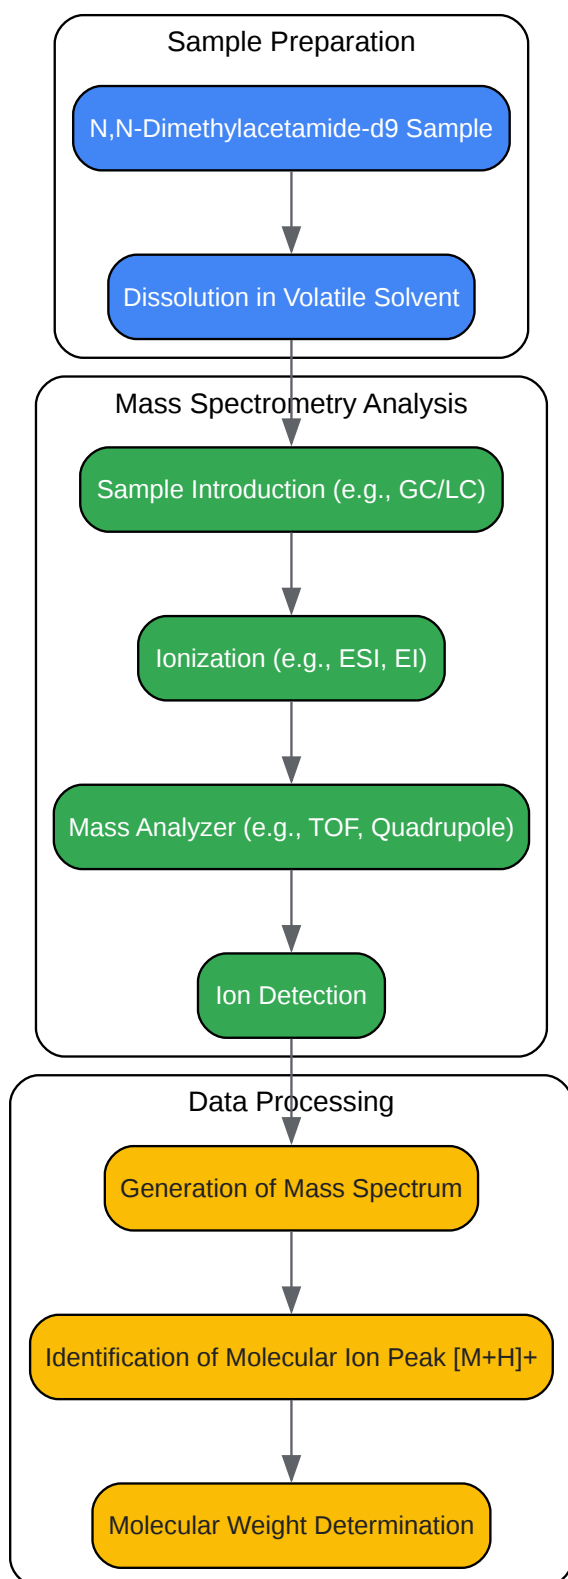 Sample Preparation
N,N-Dimethylacetamide-d9 Sample
Dissolution in Volatile Solvent
Mass Spectrometry Analysis
Sample Introduction (e.g., GC/LC)
Ionization (e.g., ESI, EI)
Mass Analyzer (e.g., TOF, Quadrupole)
Ion Detection
Data Processing
Generation of Mass Spectrum
Identification of Molecular Ion Peak [M+H]+
Molecular Weight Determination